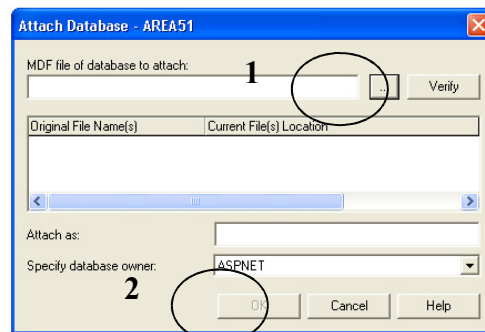 Attach Database - AREA51
MDF file of database to attach:
1
... Verify
Original File Name(s) Current File(s) Location
Attach as:
Specify database owner: ASPNET
2
OK Cancel Help